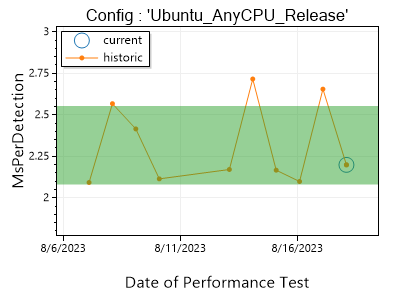 Config : 'Ubuntu_AnyCPU_Release'
current
historic
MsPerDetection
3
2.75
2.5
2.25
2
8/6/2023 8/11/2023 8/16/2023
Date of Performance Test